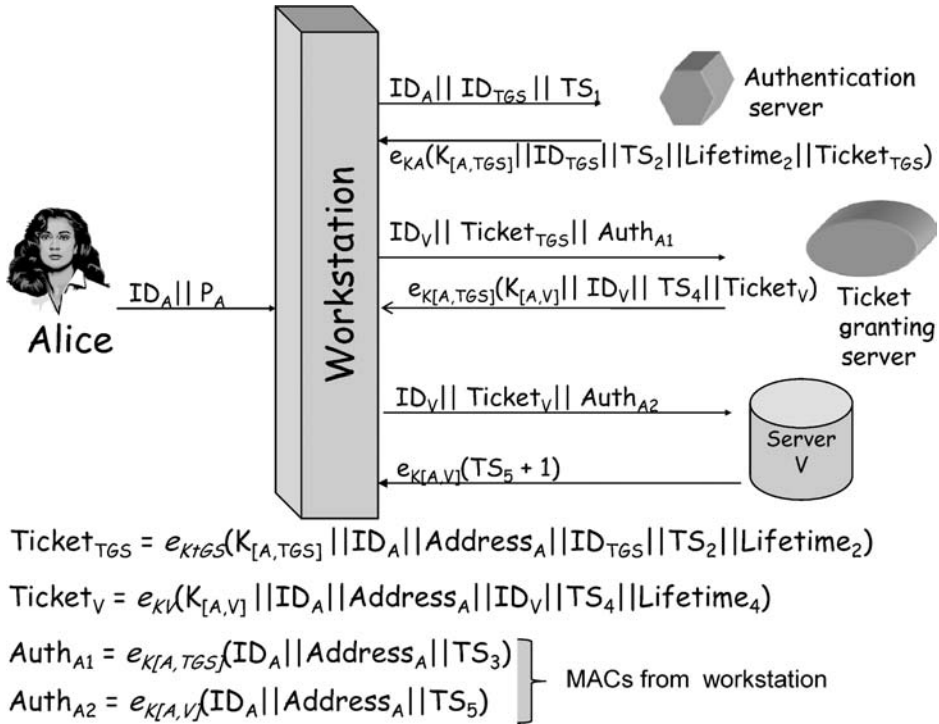 ID_A || ID_TGS || TS_1
Authentication
server
e_KA(K_[A,TGS] || ID_TGS || TS_2 || Lifetime_2 || Ticket_TGS)
Workstation
ID_V || Ticket_TGS || Auth_A1
ID_A || P_A
e_K[A,TGS](K_[A,V] || ID_V || TS_4 || Ticket_V)
Alice
Ticket
granting
server
ID_V || Ticket_V || Auth_A2
Server
V
e_K[A,V](TS_5 + 1)
Ticket_TGS = e_KtGS(K_[A,TGS] || ID_A || Address_A || ID_TGS || TS_2 || Lifetime_2)
Ticket_V = e_KV(K_[A,V] || ID_A || Address_A || ID_V || TS_4 || Lifetime_4)
Auth_A1 = e_K[A,TGS](ID_A || Address_A || TS_3)
MACs from workstation
Auth_A2 = e_K[A,V](ID_A || Address_A || TS_5)